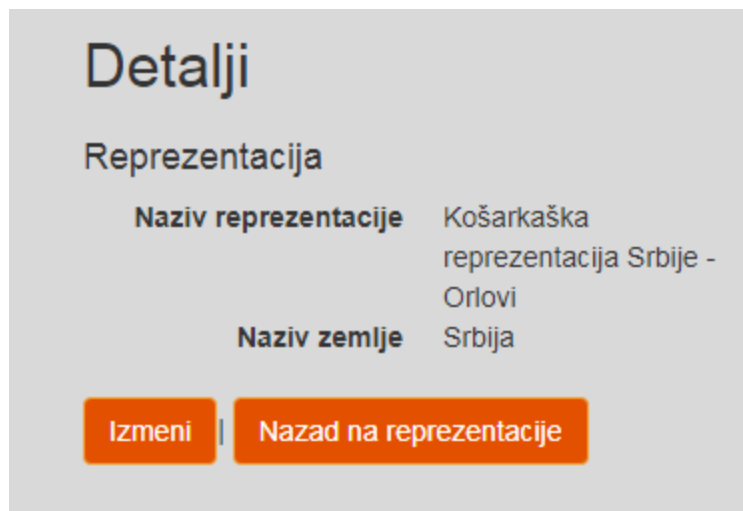 Detalji
Reprezentacija
Naziv reprezentacije Košarkaška
reprezentacija Srbije -
Orlovi
Naziv zemlje Srbija
Izmeni | Nazad na reprezentacije